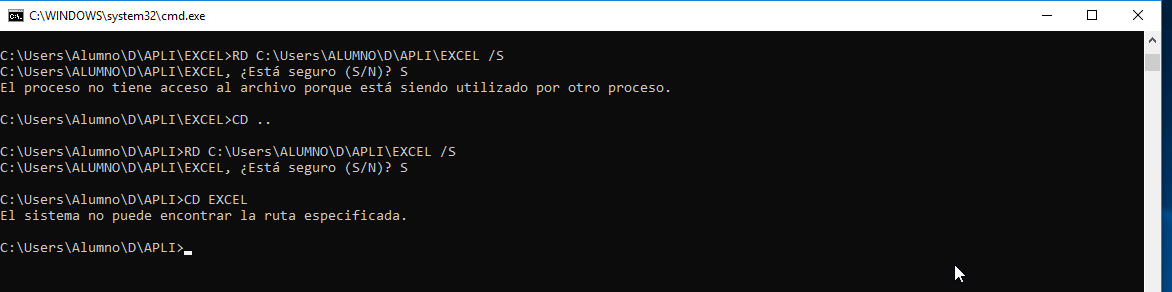 C:\WINDOWS\system32\cmd.exe
C:\Users\Alumno\D\APLI\EXCEL>RD C:\Users\ALUMNO\D\APLI\EXCEL /S
C:\Users\ALUMNO\D\APLI\EXCEL, ¿Está seguro (S/N)? S
El proceso no tiene acceso al archivo porque está siendo utilizado por otro proceso.
C:\Users\Alumno\D\APLI\EXCEL>CD ..
C:\Users\Alumno\D\APLI>RD C:\Users\ALUMNO\D\APLI\EXCEL /S
C:\Users\ALUMNO\D\APLI\EXCEL, ¿Está seguro (S/N)? S
C:\Users\Alumno\D\APLI>CD EXCEL
El sistema no puede encontrar la ruta especificada.
C:\Users\Alumno\D\APLI>